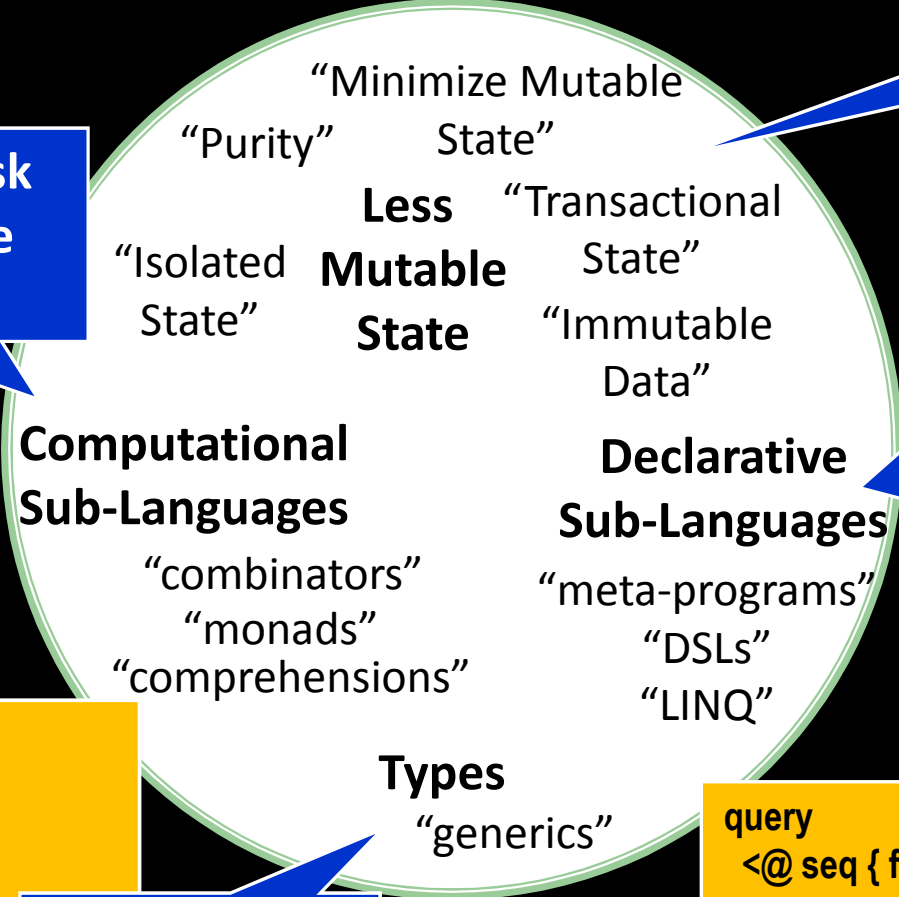 “Minimize Mutable
State”
“Purity”
Less
Mutable
State
“Transactional
State”
“Isolated
State”
“Immutable
Data”
Computational
Sub-Languages
“combinators”
“monads”
“comprehensions”
Declarative
Sub-Languages
“meta-programs”
“DSLs”
“LINQ”
Types
“generics”
query
<@ seq { f